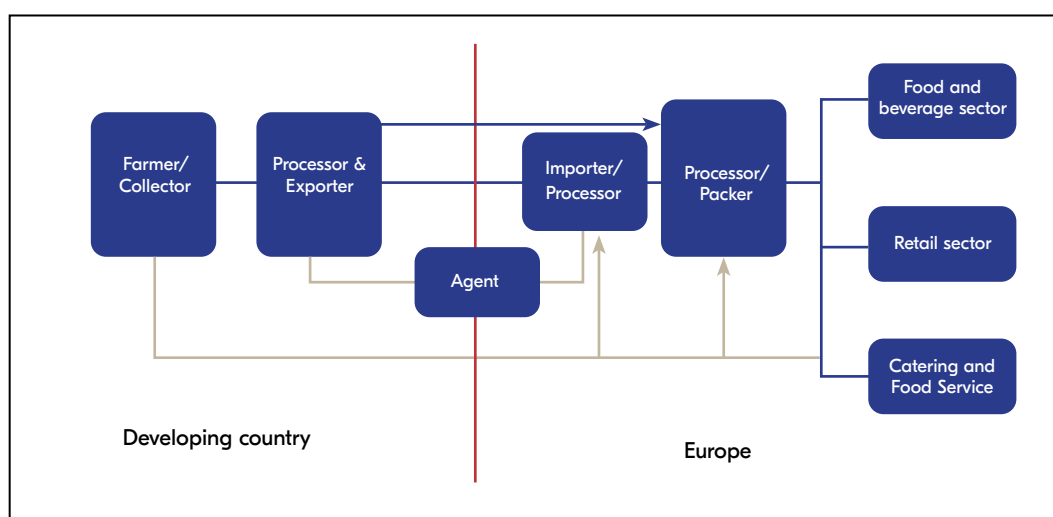 Farmer/
Collector
Processor &
Exporter
Agent
Importer/
Processor
Processor/
Packer
Food and
beverage sector
Retail sector
Catering and
Food Service
Developing country
Europe